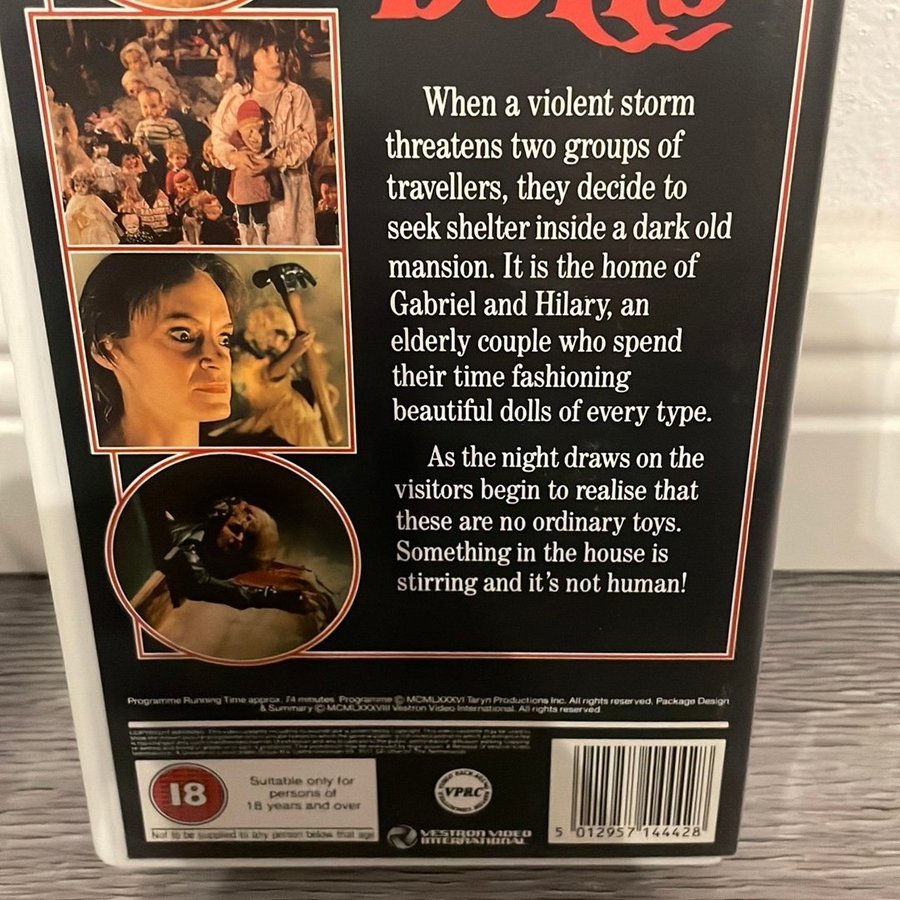 Dolls
When a violent storm
threatens two groups of
travellers, they decide to
seek shelter inside a dark old
mansion. It is the home of
Gabriel and Hilary, an
elderly couple who spend
their time fashioning
beautiful dolls of every type.
As the night draws on the
visitors begin to realise that
these are no ordinary toys.
Something in the house is
stirring and it's not human!
Programme Running Time approx. 74 minutes. Programme © MCMLXXXVI Taryn Productions Inc. All rights reserved. Package Design
& Summary © MCMLXXXVIII Vestron Video International. All rights reserved
18
Suitable only for
persons of
18 years and over
Not to be supplied to any person below that age
VPRC
VESTRON VIDEO
INTERNATIONAL
5 012957 144428